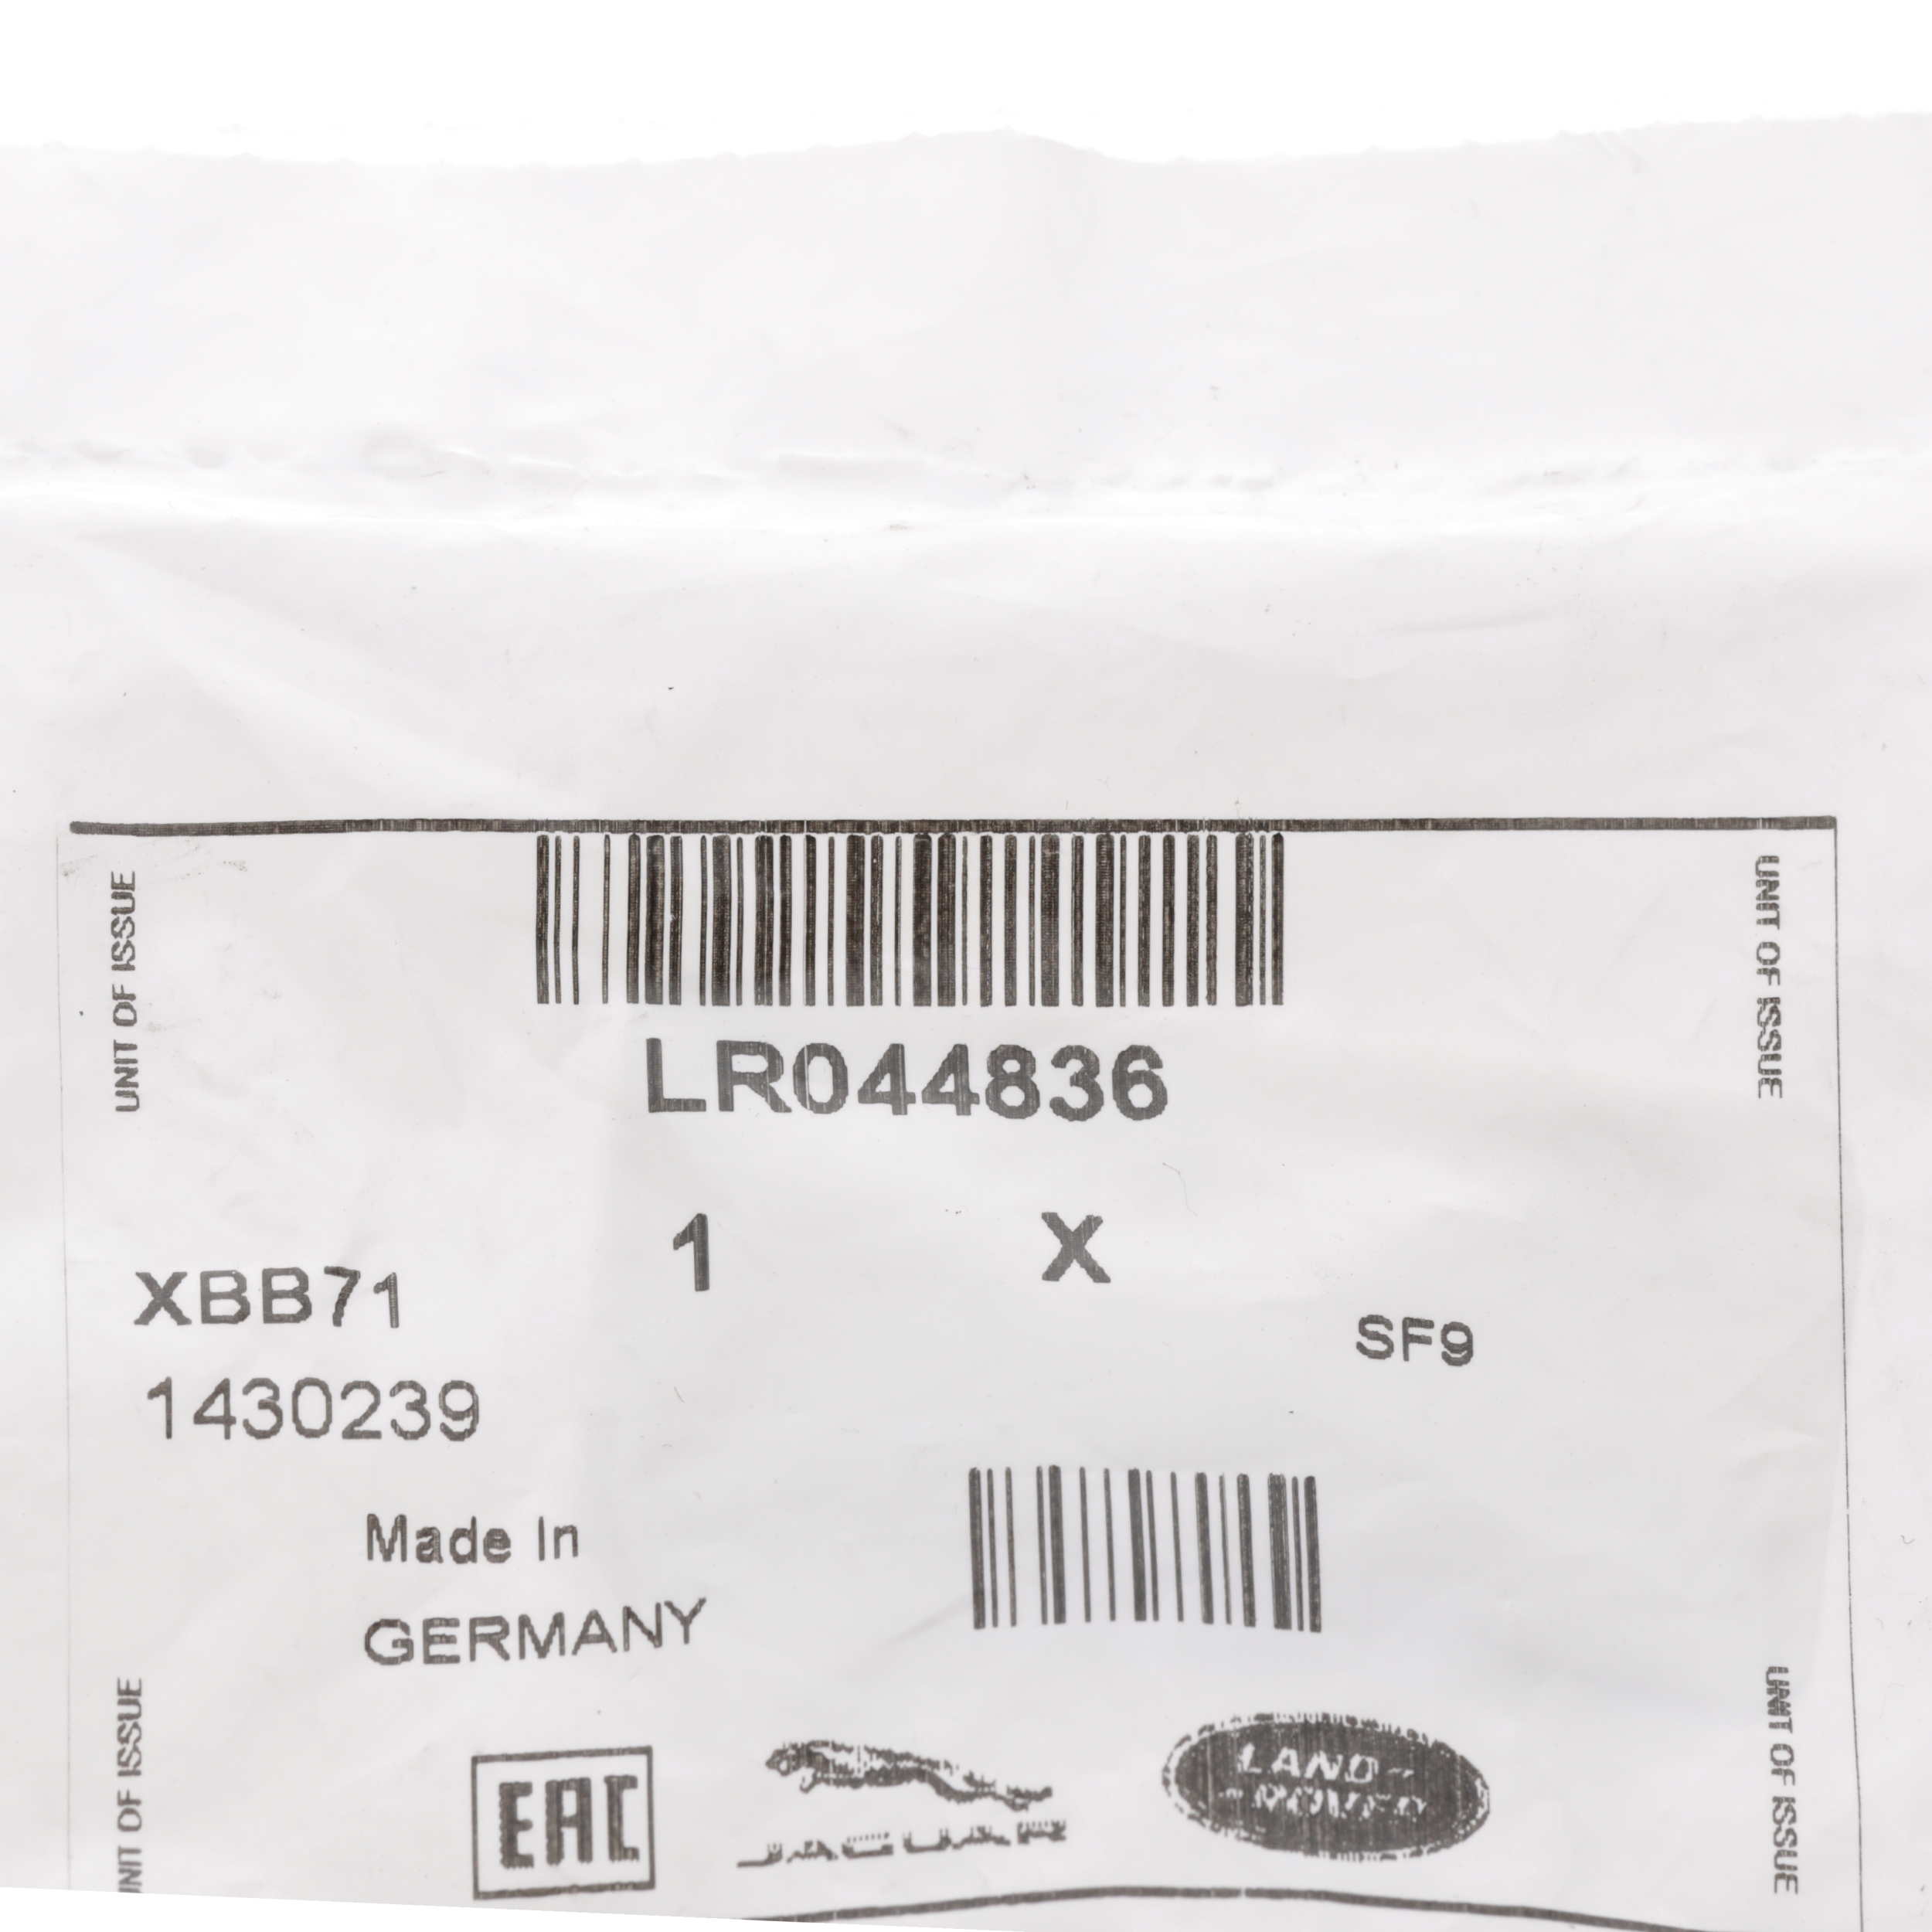 UNIT OF ISSUE
UNIT OF ISSUE
LR044836
1 X
XBB71
SF9
1430239
Made In
GERMANY
UNIT OF ISSUE
UNIT OF ISSUE
EAC
JAGUAR
LAND-
-ROVER